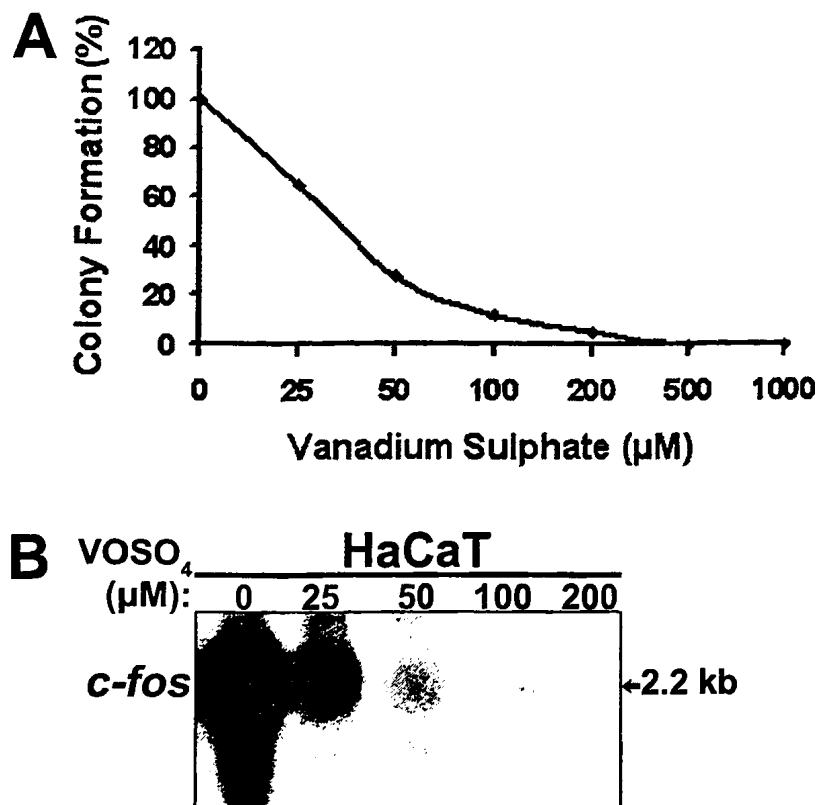 A
Colony Formation (%)
120
100
80
60
40
20
0
0 25 50 100 200 500 1000
Vanadium Sulphate (µM)
B
VOSO4 HaCaT
(µM): 0 25 50 100 200
c-fos
2.2 kb